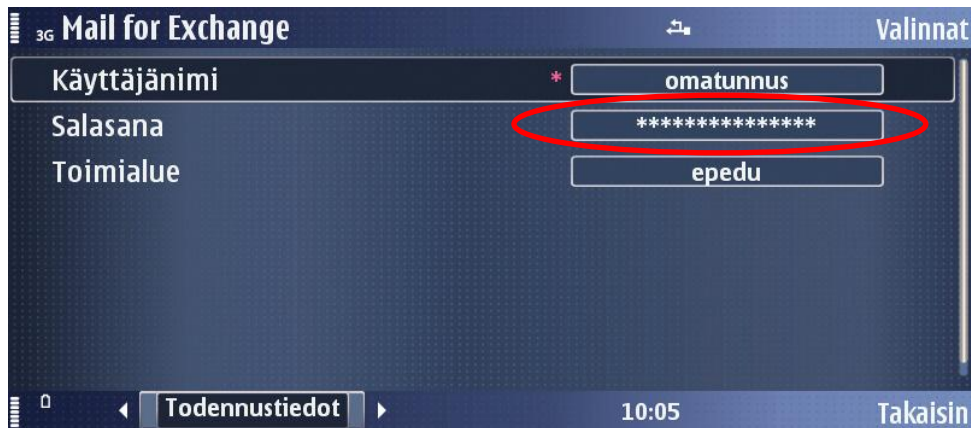 3G Mail for Exchange Valinnat
Käyttäjänimi * omatunnus
Salasana ***************
Toimialue epedu
Todennustiedot 10:05 Takaisin